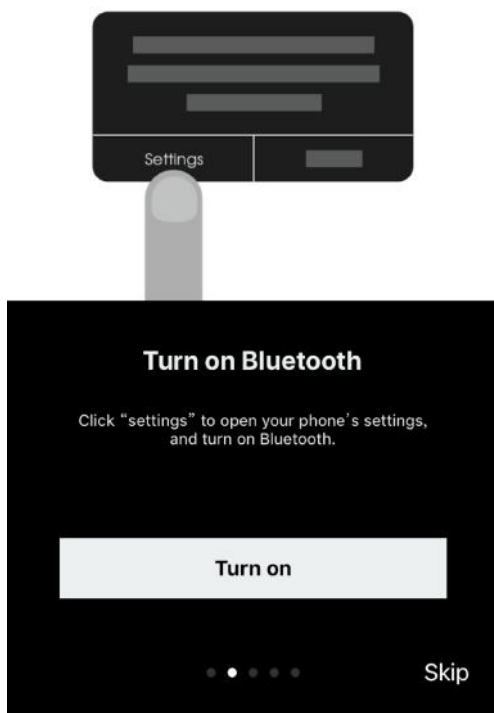 Settings
Turn on Bluetooth
Click “settings” to open your phone’s settings,
and turn on Bluetooth.
Turn on
Skip